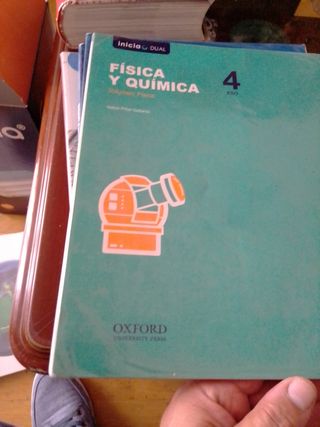 inicia DUAL
FÍSICA
Y QUÍMICA
4
ESO
OXFORD
UNIVERSITY PRESS